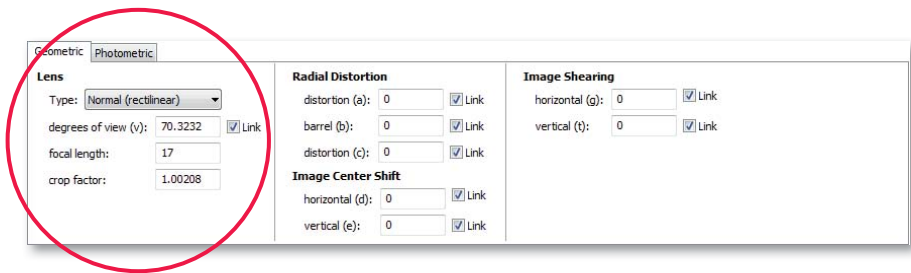 Geometric Photometric
Lens
Type: Normal (rectilinear)
degrees of view (v): 70.3232 Link
focal length: 17
crop factor: 1.00208
Radial Distortion
distortion (a): 0 Link
barrel (b): 0 Link
distortion (c): 0 Link
Image Center Shift
horizontal (d): 0 Link
vertical (e): 0 Link
Image Shearing
horizontal (g): 0 Link
vertical (t): 0 Link